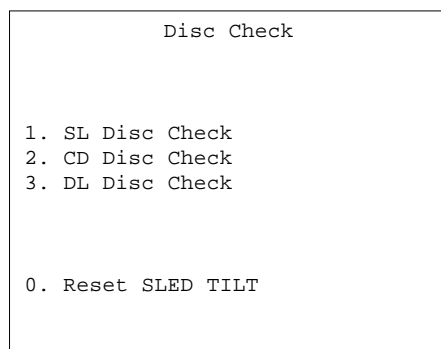 Disc Check
1. SL Disc Check
2. CD Disc Check
3. DL Disc Check
0. Reset SLED TILT